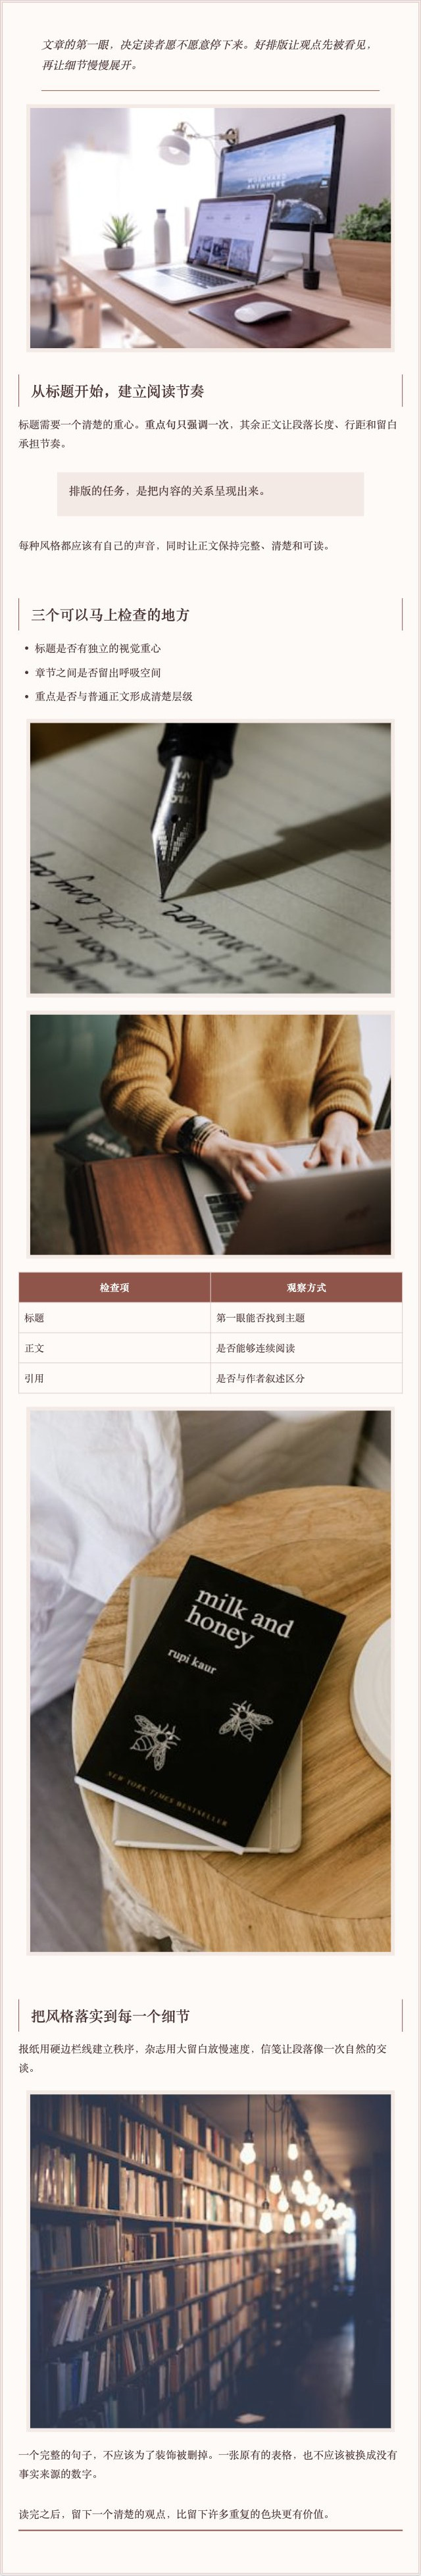 文章的第一眼，决定读者愿不愿意停下来。好排版让观点先被看见，
再让细节慢慢展开。
从标题开始，建立阅读节奏
标题需要一个清楚的重心。重点句只强调一次，其余正文让段落长度、行距和留白
承担节奏。
排版的任务，是把内容的关系呈现出来。
每种风格都应该有自己的声音，同时让正文保持完整、清楚和可读。
三个可以马上检查的地方
• 标题是否有独立的视觉重心
• 章节之间是否留出呼吸空间
• 重点是否与普通正文形成清楚层级
检查项 观察方式
标题 第一眼能否找到主题
正文 是否能够连续阅读
引用 是否与作者叙述区分
milk and
honey
rupi kaur
NEW YORK TIMES BESTSELLER
把风格落实到每一个细节
报纸用硬边栏线建立秩序，杂志用大留白放慢速度，信笺让段落像一次自然的交
谈。
一个完整的句子，不应该为了装饰被删掉。一张原有的表格，也不应该被换成没有
事实来源的数字。
读完之后，留下一个清楚的观点，比留下许多重复的色块更有价值。